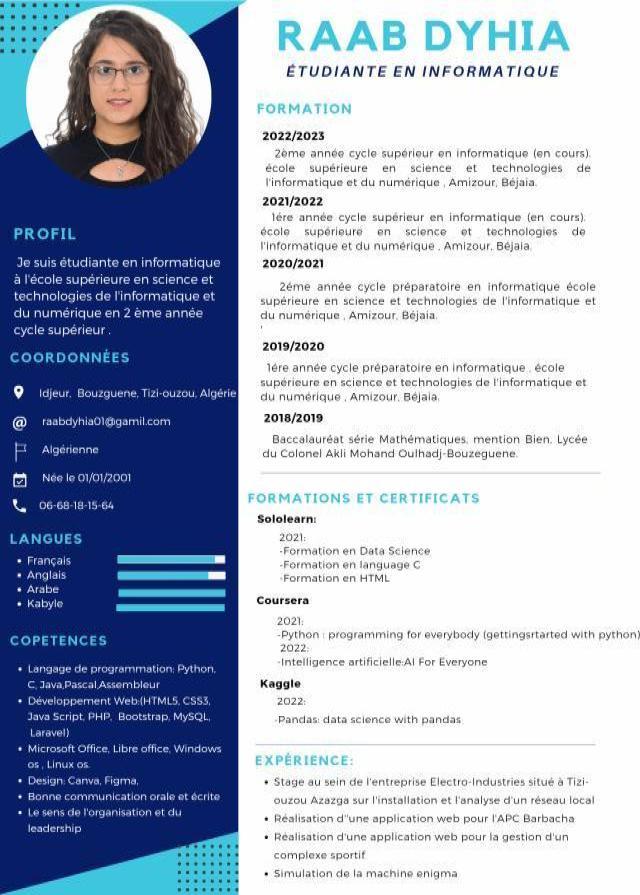 RAAB DYHIA
ÉTUDIANTE EN INFORMATIQUE
PROFIL
Je suis étudiante en informatique
à l'école supérieure en science et
technologies de l'informatique et
du numérique en 2 ème année
cycle supérieur .
COORDONNÉES
Idjeur, Bouzguene, Tizi-ouzou, Algérie
@ raabdyhia01@gamil.com
Algérienne
Née le 01/01/2001
06-68-18-15-64
LANGUES
• Français
• Anglais
• Arabe
• Kabyle
COPETENCES
• Langage de programmation: Python,
C, Java,Pascal,Assembleur
• Développement Web:(HTML5, CSS3,
Java Script, PHP, Bootstrap, MySQL,
Laravel)
• Microsoft Office, Libre office, Windows
os , Linux os.
• Design: Canva, Figma,
• Bonne communication orale et écrite
• Le sens de l'organisation et du
leadership
FORMATION
2022/2023
2ème année cycle supérieur en informatique (en cours).
école supérieure en science et technologies de
l'informatique et du numérique , Amizour, Béjaia.
2021/2022
1ére année cycle supérieur en informatique (en cours).
école supérieure en science et technologies de
l'informatique et du numérique , Amizour, Béjaia.
2020/2021
2éme année cycle préparatoire en informatique école
supérieure en science et technologies de l'informatique et
du numérique , Amizour, Béjaia.
'
2019/2020
1ére année cycle préparatoire en informatique , école
supérieure en science et technologies de l'informatique et
du numérique , Amizour, Béjaia.
2018/2019
Baccalauréat série Mathématiques, mention Bien, Lycée
du Colonel Akli Mohand Oulhadj-Bouzeguene.
FORMATIONS ET CERTIFICATS
Sololearn:
2021:
-Formation en Data Science
-Formation en language C
-Formation en HTML
Coursera
2021:
-Python : programming for everybody (gettingsrtarted with python)
2022:
-Intelligence artificielle:AI For Everyone
Kaggle
2022:
-Pandas: data science with pandas
EXPÉRIENCE:
• Stage au sein de l'entreprise Electro-Industries situé à Tizi-
ouzou Azazga sur l'installation et l'analyse d'un réseau local
• Réalisation d''une application web pour l'APC Barbacha
• Réalisation d'une application web pour la gestion d'un
complexe sportif
• Simulation de la machine enigma